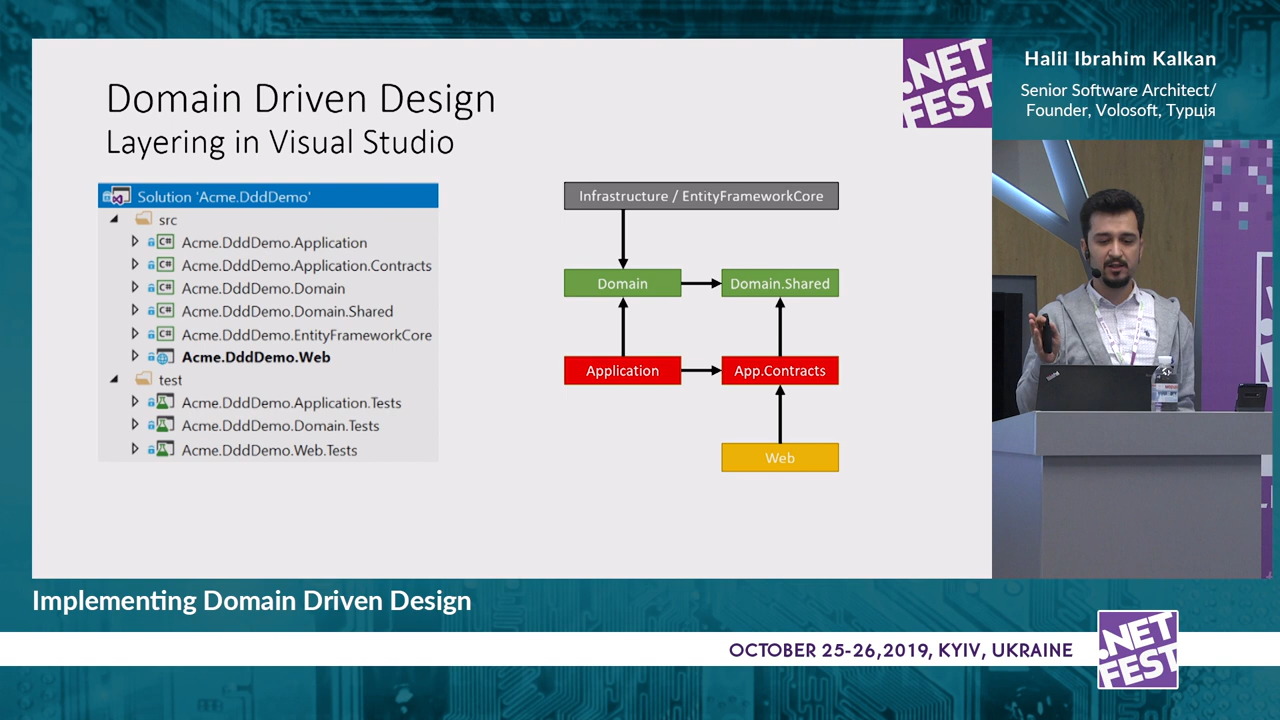 Domain Driven Design
Layering in Visual Studio
Solution 'Acme.DddDemo'
src
Acme.DddDemo.Application
Acme.DddDemo.Application.Contracts
Acme.DddDemo.Domain
Acme.DddDemo.Domain.Shared
Acme.DddDemo.EntityFrameworkCore
Acme.DddDemo.Web
test
Acme.DddDemo.Application.Tests
Acme.DddDemo.Domain.Tests
Acme.DddDemo.Web.Tests
Infrastructure / EntityFrameworkCore
Domain
Domain.Shared
Application
App.Contracts
Web
.NET
FEST
Halil Ibrahim Kalkan
Senior Software Architect/
Founder, Volosoft, Турція
Implementing Domain Driven Design
OCTOBER 25-26,2019, KYIV, UKRAINE
.NET
FEST